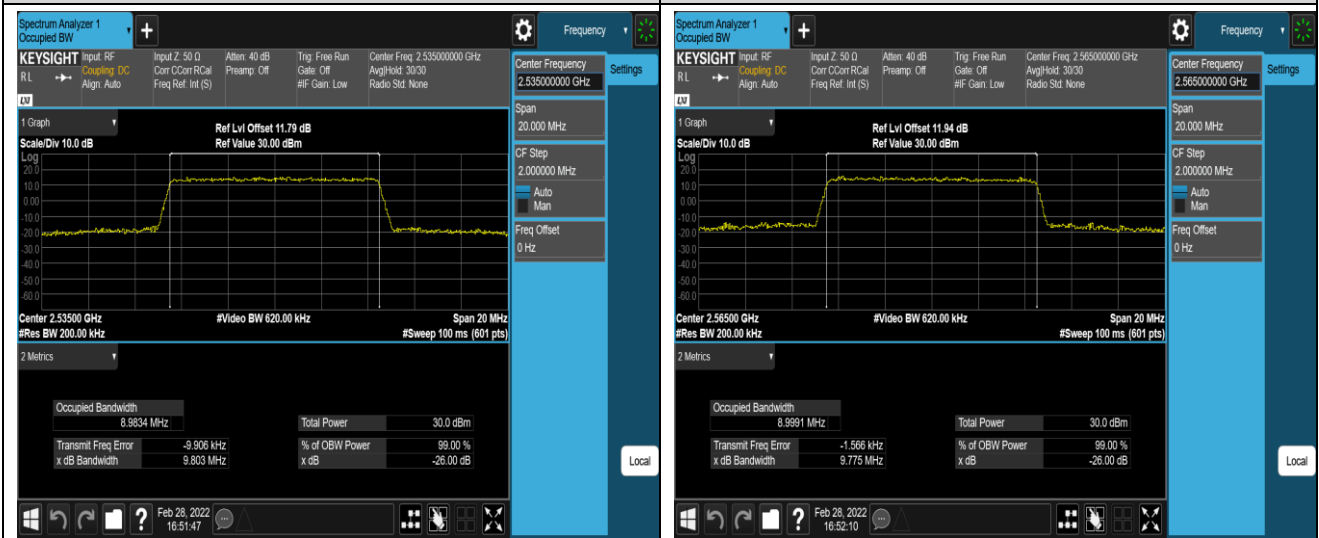 Spectrum Analyzer 1
Occupied BW
+
Frequency
KEYSIGHT
RL
LXI
Input: RF
Coupling: DC
Align: Auto
Input Z: 50 Ω
Corr CCorr RCal
Freq Ref: Int (S)
Atten: 40 dB
Preamp: Off
Trig: Free Run
Gate: Off
#IF Gain: Low
Center Freq: 2.535000000 GHz
Avg|Hold: 30/30
Radio Std: None
Center Frequency
2.535000000 GHz
Settings
Span
20.000 MHz
CF Step
2.000000 MHz
Auto
Man
Freq Offset
0 Hz
Local
1 Graph
Scale/Div 10.0 dB
Ref Lvl Offset 11.79 dB
Ref Value 30.00 dBm
Log
20.0
10.0
0.00
-10.0
-20.0
-30.0
-40.0
-50.0
-60.0
Center 2.53500 GHz
#Video BW 620.00 kHz
Span 20 MHz
#Res BW 200.00 kHz
#Sweep 100 ms (601 pts)
2 Metrics
Occupied Bandwidth
8.9834 MHz
Total Power 30.0 dBm
Transmit Freq Error -9.906 kHz
% of OBW Power 99.00 %
x dB Bandwidth 9.803 MHz
x dB -26.00 dB
?
Feb 28, 2022
16:51:47
Spectrum Analyzer 1
Occupied BW
+
Frequency
KEYSIGHT
RL
LXI
Input: RF
Coupling: DC
Align: Auto
Input Z: 50 Ω
Corr CCorr RCal
Freq Ref: Int (S)
Atten: 40 dB
Preamp: Off
Trig: Free Run
Gate: Off
#IF Gain: Low
Center Freq: 2.565000000 GHz
Avg|Hold: 30/30
Radio Std: None
Center Frequency
2.565000000 GHz
Settings
Span
20.000 MHz
CF Step
2.000000 MHz
Auto
Man
Freq Offset
0 Hz
Local
1 Graph
Scale/Div 10.0 dB
Ref Lvl Offset 11.94 dB
Ref Value 30.00 dBm
Log
20.0
10.0
0.00
-10.0
-20.0
-30.0
-40.0
-50.0
-60.0
Center 2.56500 GHz
#Video BW 620.00 kHz
Span 20 MHz
#Res BW 200.00 kHz
#Sweep 100 ms (601 pts)
2 Metrics
Occupied Bandwidth
8.9991 MHz
Total Power 30.0 dBm
Transmit Freq Error -1.566 kHz
% of OBW Power 99.00 %
x dB Bandwidth 9.775 MHz
x dB -26.00 dB
?
Feb 28, 2022
16:52:10